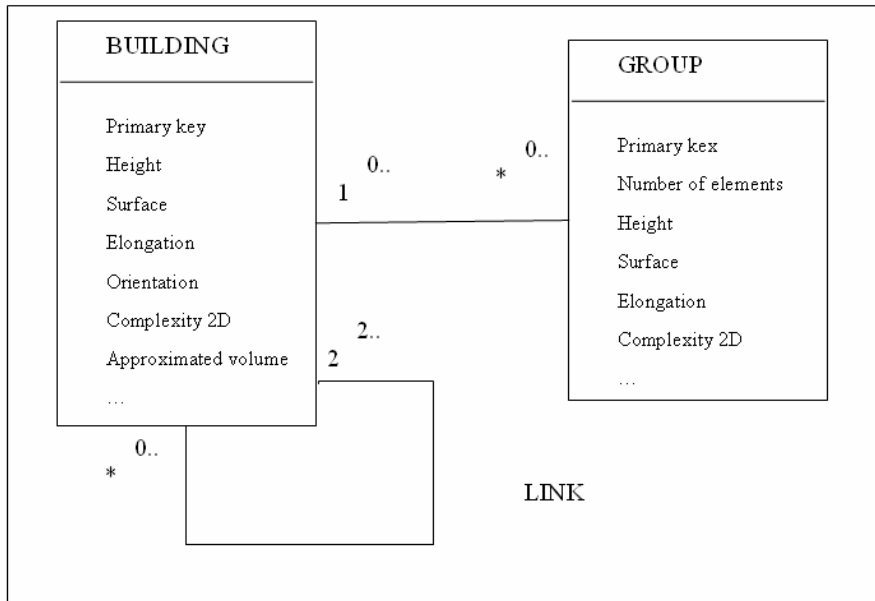 BUILDING
Primary key
Height
Surface
Elongation
Orientation
Complexity 2D
Approximated volume
...
0..
1
0..
*
GROUP
Primary kex
Number of elements
Height
Surface
Elongation
Complexity 2D
...
2..
2
0..
*
LINK